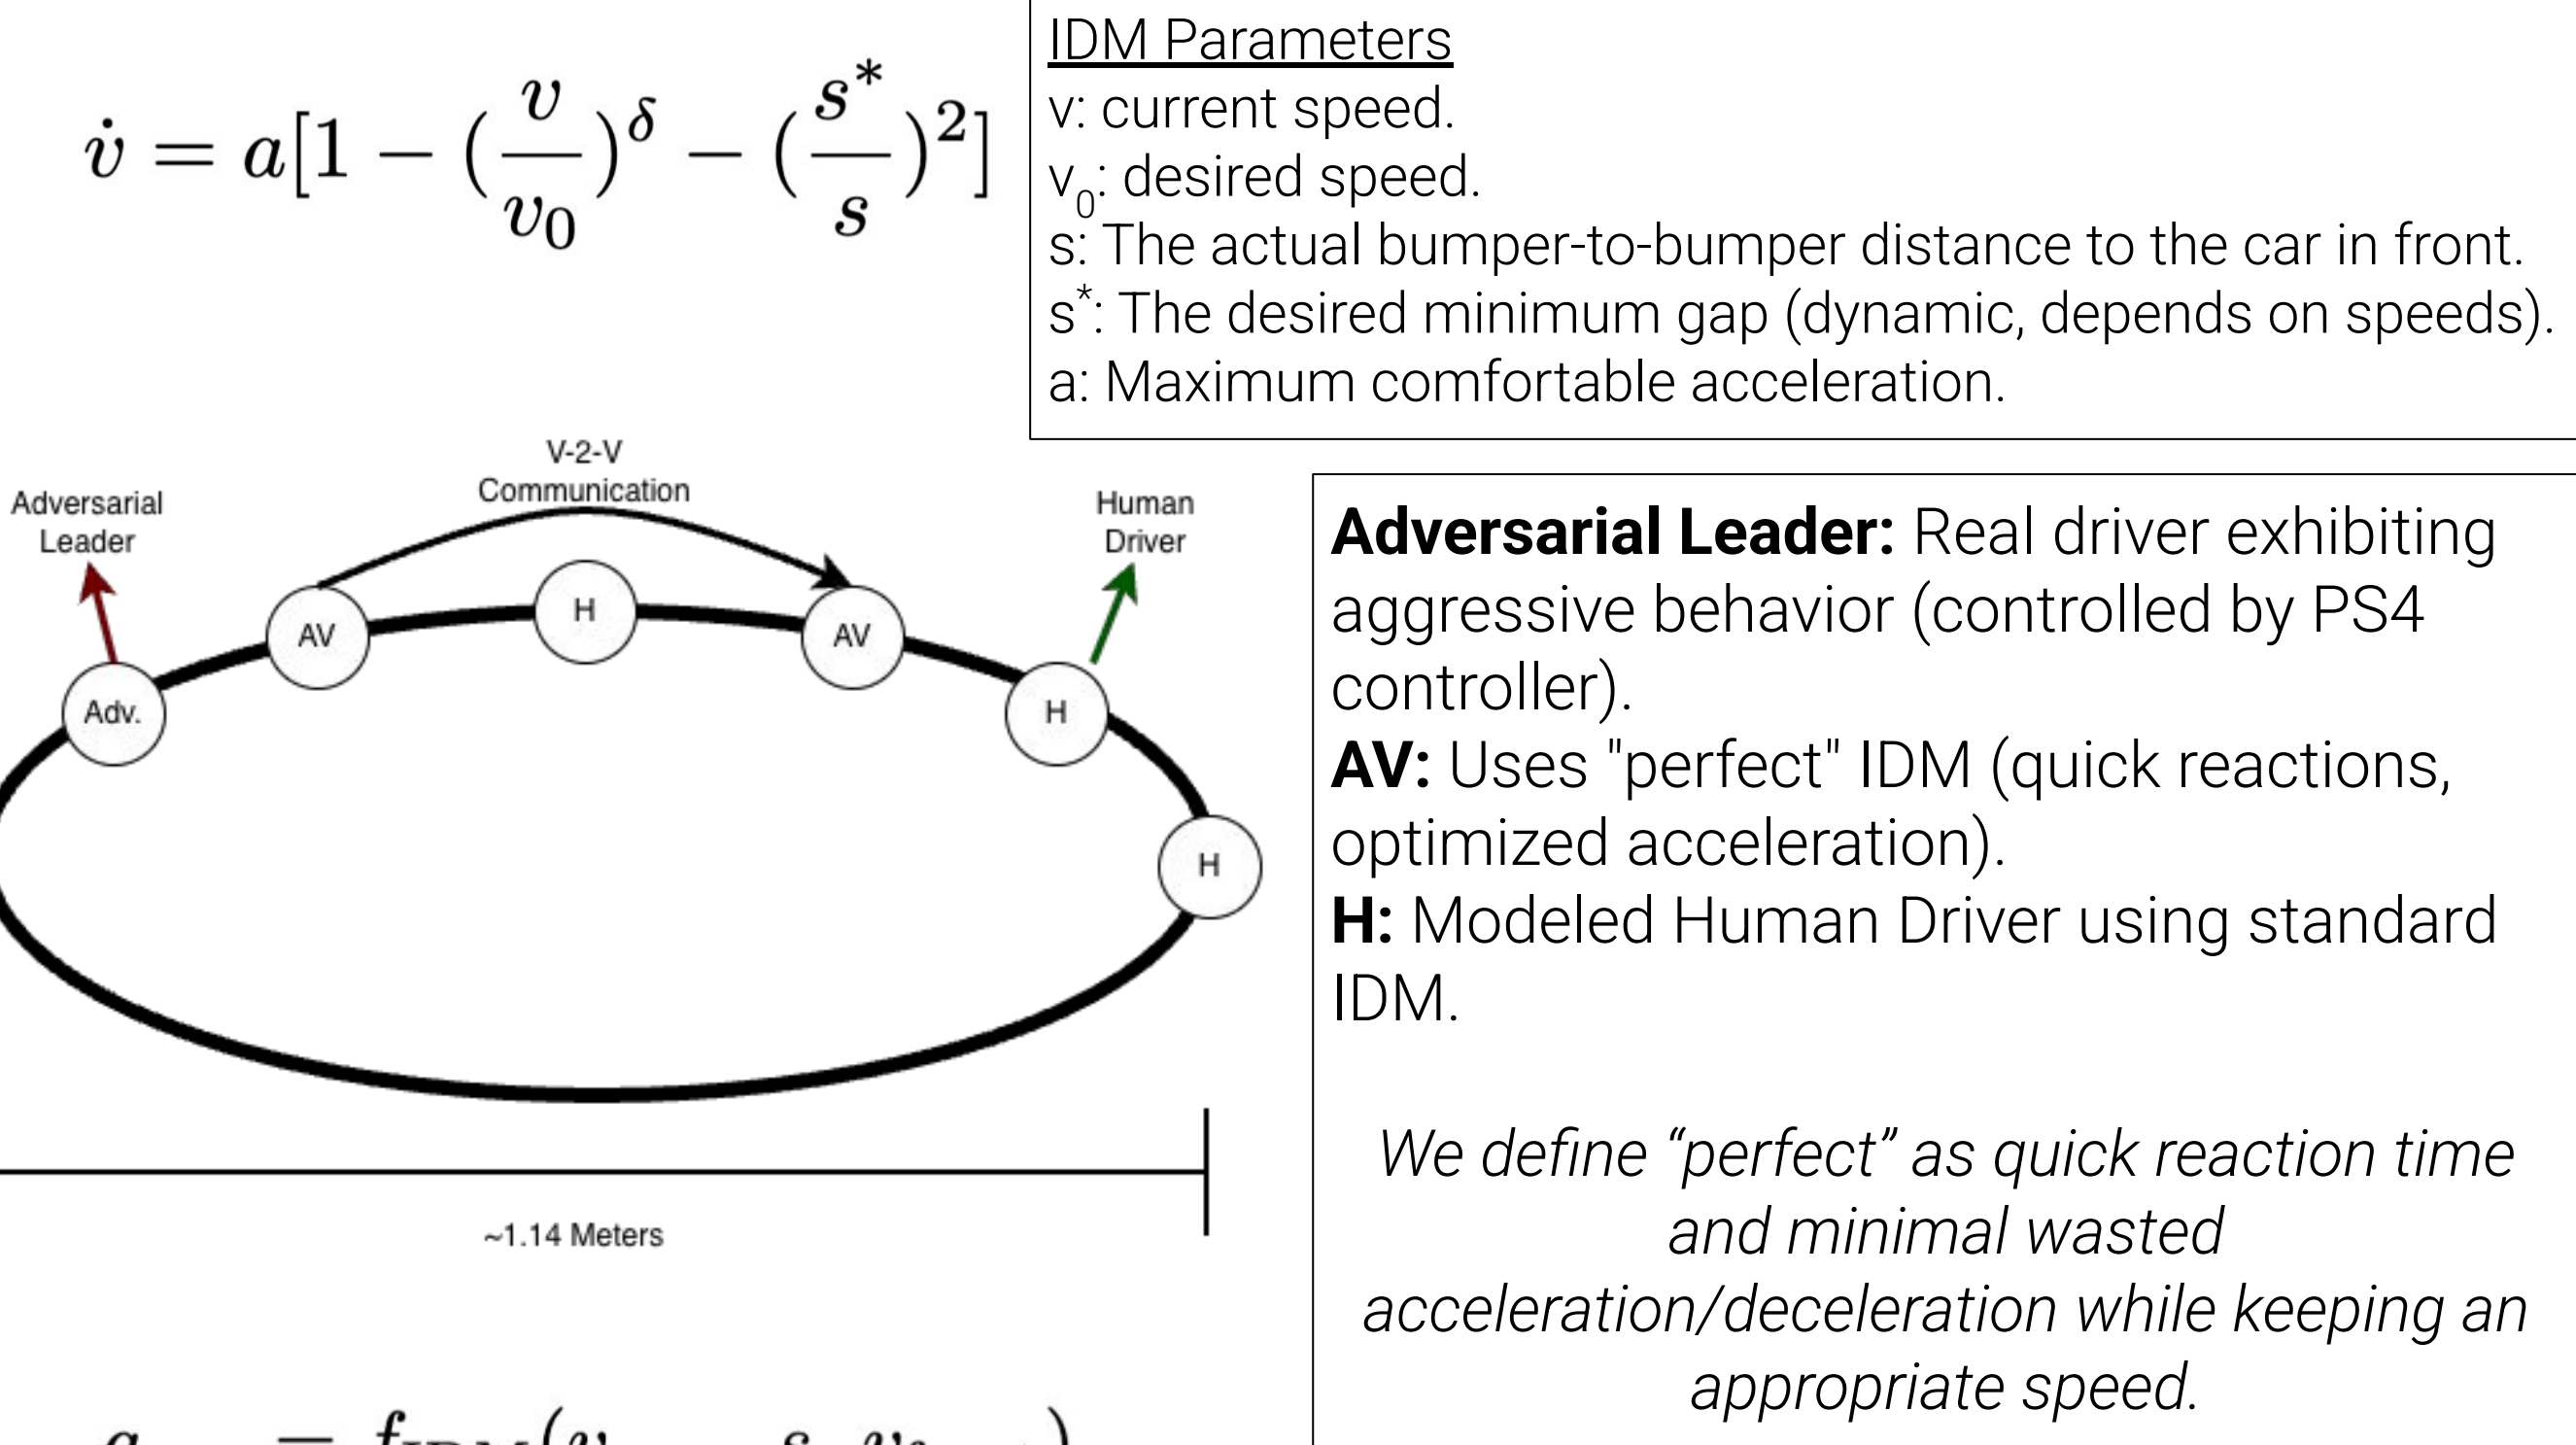 v̇ = a[1 − (v/v₀)^δ − (s*/s)²]
IDM Parameters
v: current speed.
v₀: desired speed.
s: The actual bumper-to-bumper distance to the car in front.
s*: The desired minimum gap (dynamic, depends on speeds).
a: Maximum comfortable acceleration.
V-2-V
Communication
Adversarial
Leader
Human
Driver
Adv.
AV
H
AV
H
H
~1.14 Meters
Adversarial Leader: Real driver exhibiting
aggressive behavior (controlled by PS4
controller).
AV: Uses "perfect" IDM (quick reactions,
optimized acceleration).
H: Modeled Human Driver using standard
IDM.
We define “perfect” as quick reaction time
and minimal wasted
acceleration/deceleration while keeping an
appropriate speed.